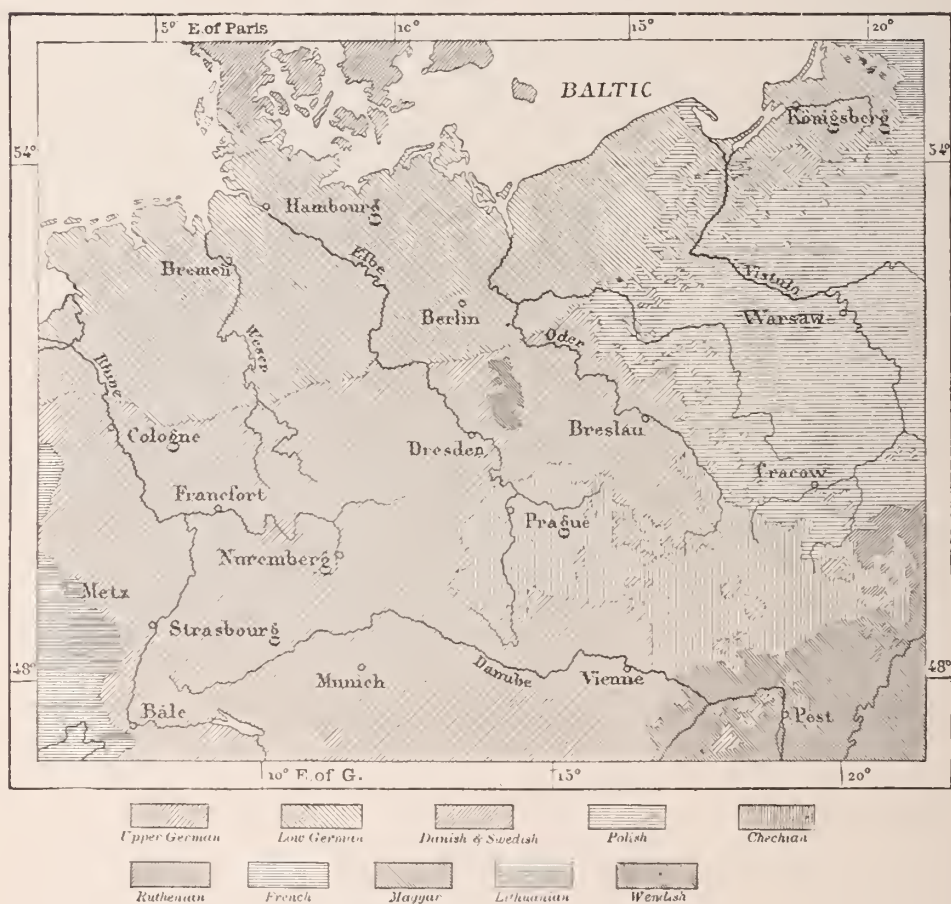 5° E. of Paris 10° 15° 20°
BALTIC
Königsberg
54° 54°
Hambourg
Elbe
Bremen
Vistula
Berlin
Warsaw
Weser
Oder
Rhine
Cologne
Breslau
Dresden
Cracow
Francfort
Prague
Nuremberg
Metz
Strasbourg
48° 48°
Munich
Danube
Vienne
Bâle
Pest
10° E. of G. 15° 20°
Upper German Low German Danish & Swedish Polish Chechian
Ruthenian French Magyar Lithuanian Wendish